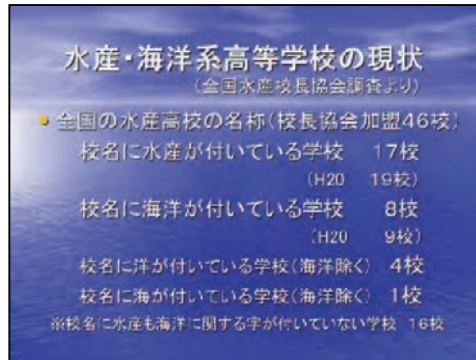 水産・海洋系高等学校の現状
(全国水産校長協会調査より)
• 全国の水産高校の名称(校長協会加盟46校)
校名に水産が付いている学校 17校
(H20 19校)
校名に海洋が付いている学校 8校
(H20 9校)
校名に洋が付いている学校(海洋除く) 4校
校名に海が付いている学校(海洋除く) 1校
※校名に水産も海洋に関する字が付いていない学校 16校